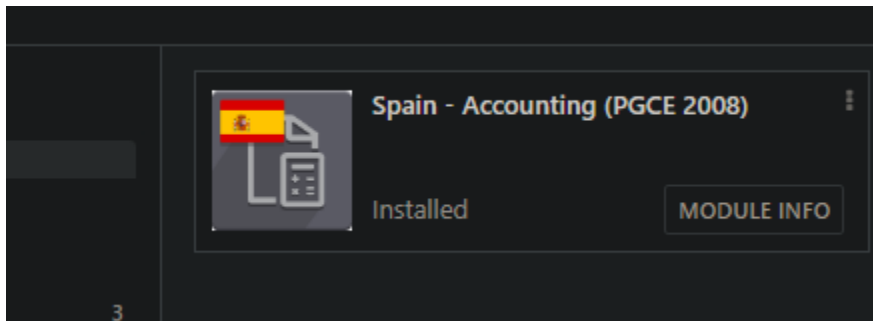 Spain - Accounting (PGCE 2008)
Installed
MODULE INFO
3